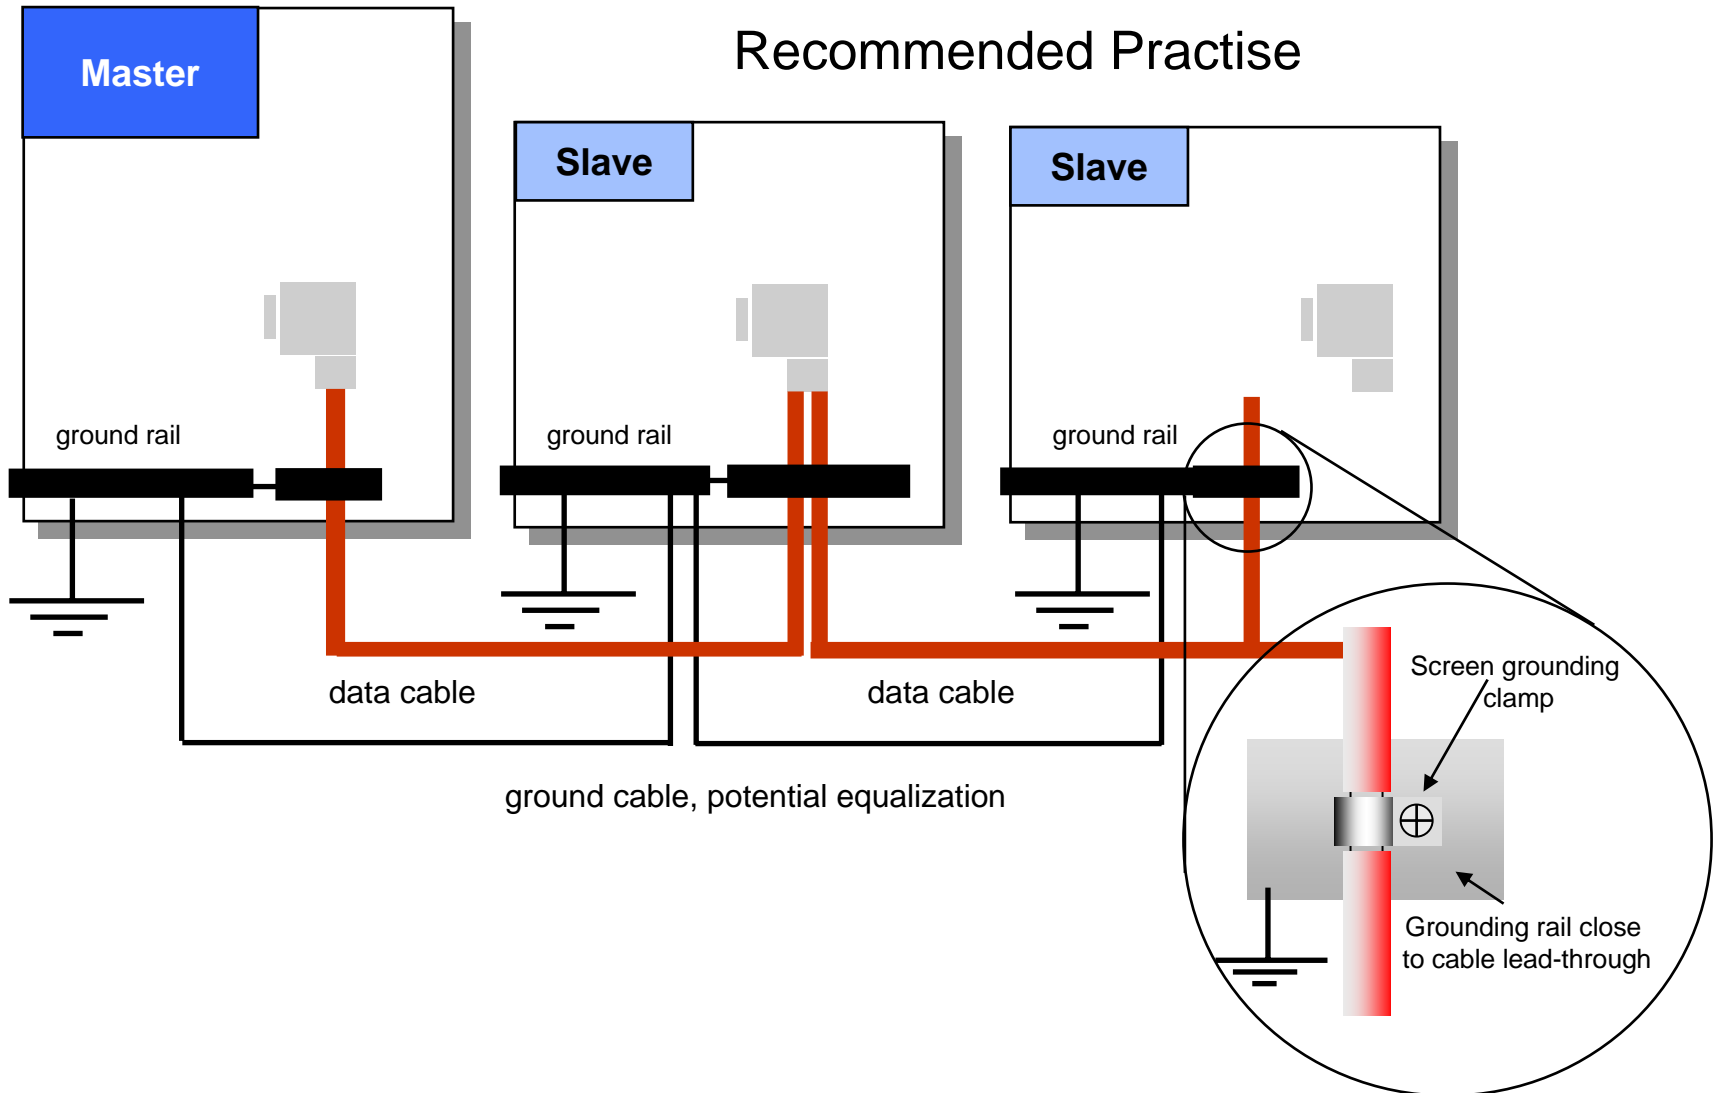 Recommended Practise
Master
Slave
Slave
ground rail
ground rail
ground rail
data cable
data cable
ground cable, potential equalization
Screen grounding
clamp
Grounding rail close
to cable lead-through